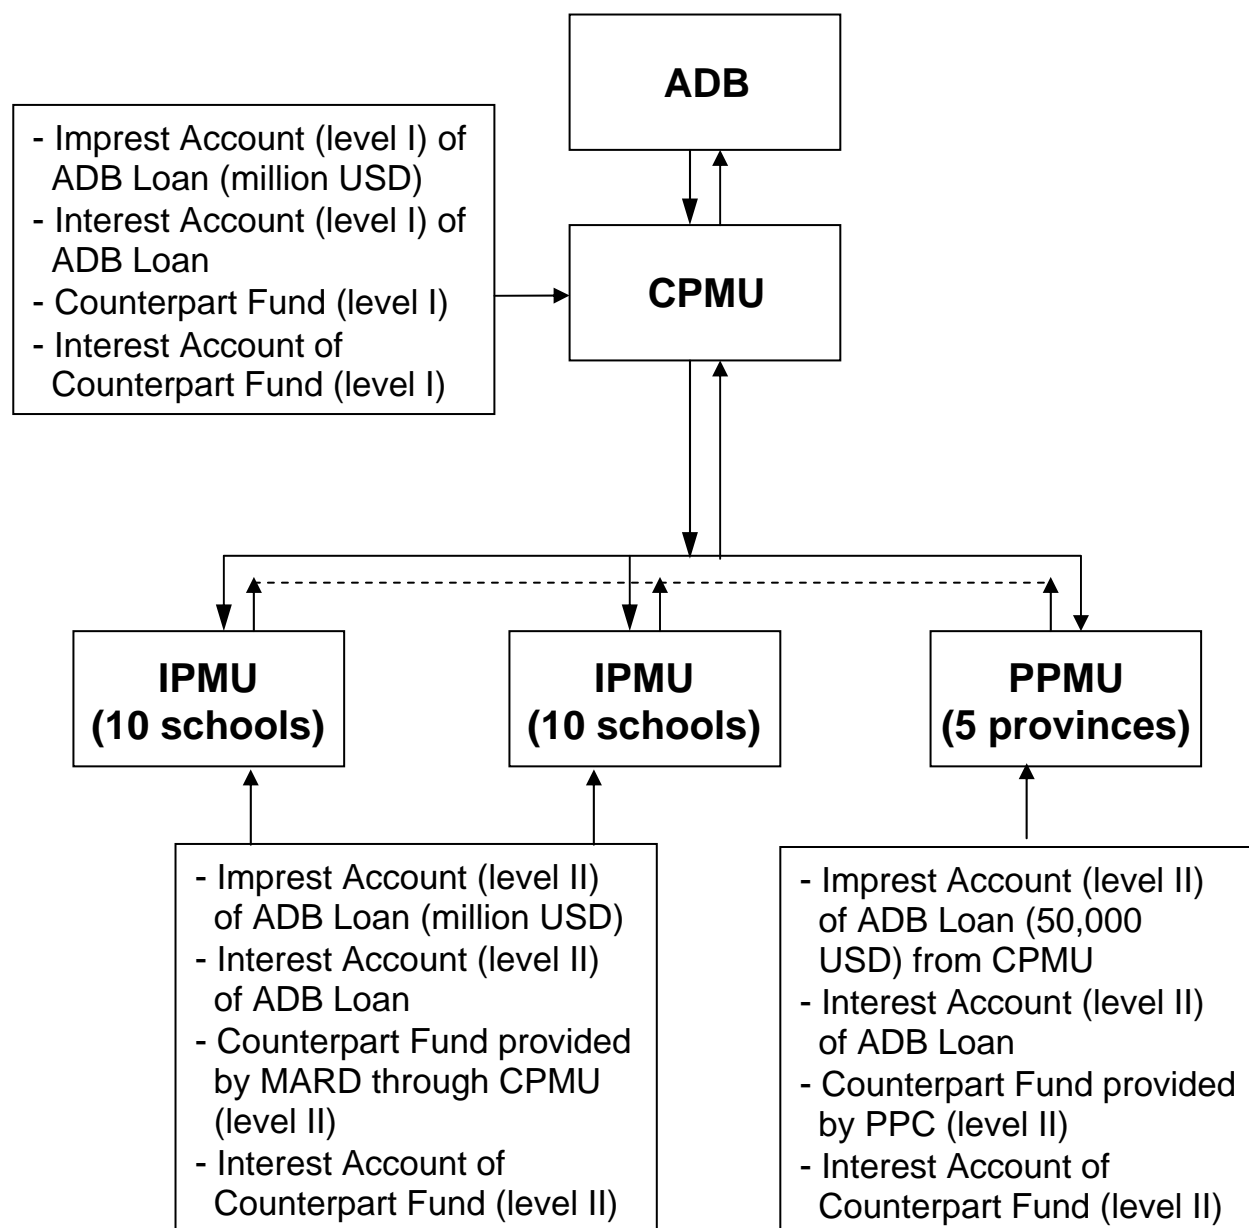 ADB
- Imprest Account (level I) of
ADB Loan (million USD)
- Interest Account (level I) of
ADB Loan
- Counterpart Fund (level I)
- Interest Account of
Counterpart Fund (level I)
CPMU
IPMU
(10 schools)
IPMU
(10 schools)
PPMU
(5 provinces)
- Imprest Account (level II)
of ADB Loan (million USD)
- Interest Account (level II)
of ADB Loan
- Counterpart Fund provided
by MARD through CPMU
(level II)
- Interest Account of
Counterpart Fund (level II)
- Imprest Account (level II)
of ADB Loan (50,000
USD) from CPMU
- Interest Account (level II)
of ADB Loan
- Counterpart Fund provided
by PPC (level II)
- Interest Account of
Counterpart Fund (level II)